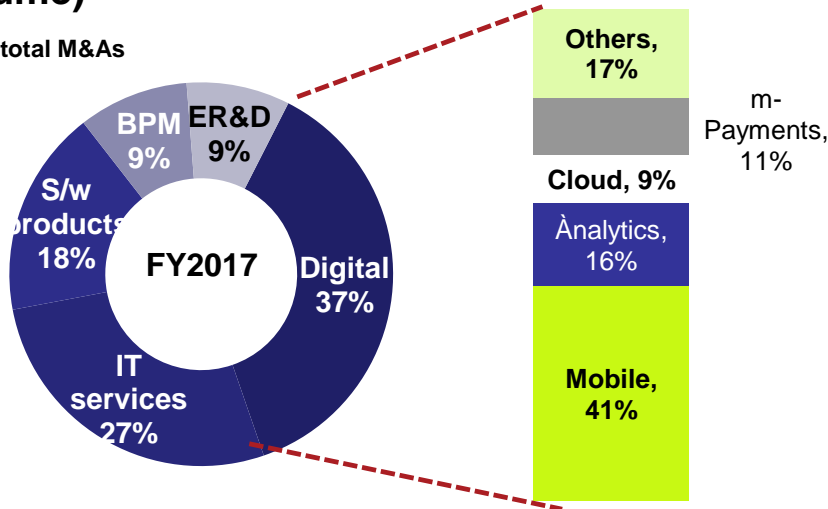 total M&As
BPM
9%
ER&D
9%
S/w
products
18%
FY2017
Digital
37%
IT
services
27%
Others,
17%
m-
Payments,
11%
Cloud, 9%
Ànalytics,
16%
Mobile,
41%